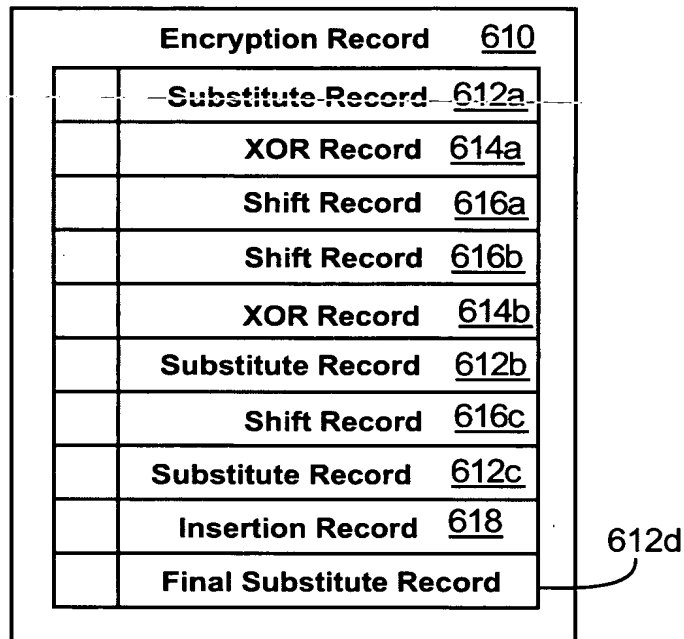 Encryption Record 610
Substitute Record 612a
XOR Record 614a
Shift Record 616a
Shift Record 616b
XOR Record 614b
Substitute Record 612b
Shift Record 616c
Substitute Record 612c
Insertion Record 618
Final Substitute Record
612d